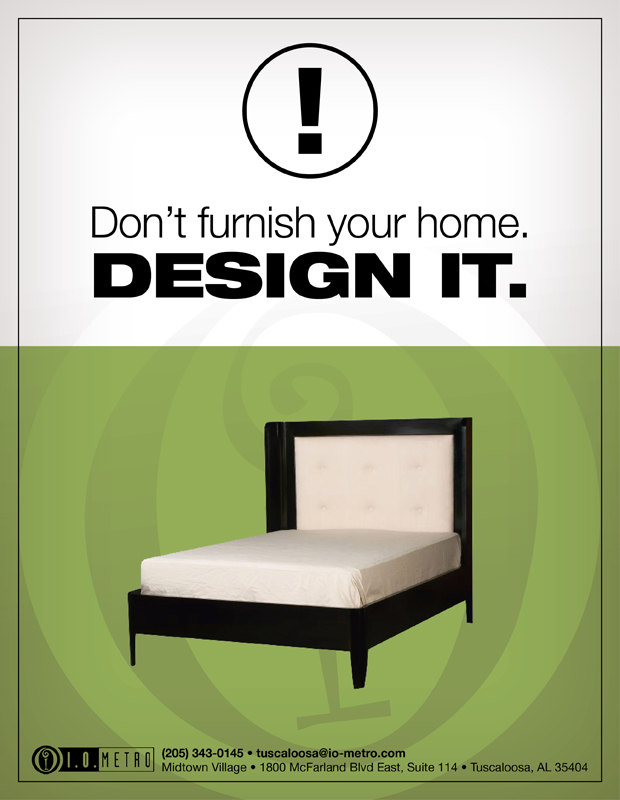 !
Don't furnish your home.
DESIGN IT.
I.O. METRO
(205) 343-0145 • tuscaloosa@io-metro.com
Midtown Village • 1800 McFarland Blvd East, Suite 114 • Tuscaloosa, AL 35404